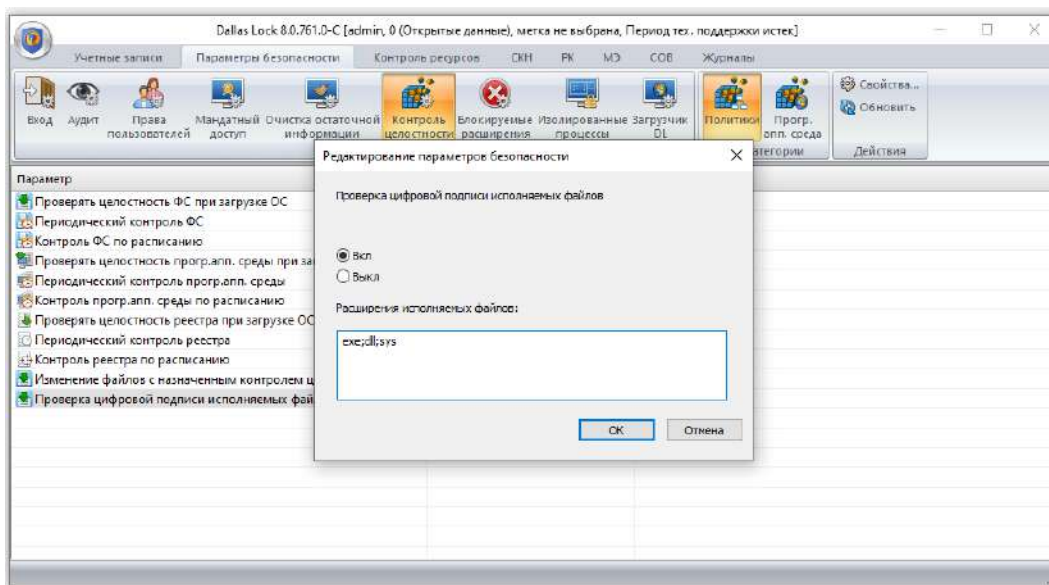 Dallas Lock 8.0.761.0-C [admin, 0 (Открытые данные), метка не выбрана, Период тех. поддержки истек]
Учетные записи Параметры безопасности Контроль ресурсов СКН РК МЭ СОВ Журналы
Вход Аудит Права пользователей Мандатный доступ Очистка остаточной информации Контроль целостности Блокируемые расширения Изолированные процессы Загрузчик DL Политики Прогр. апп. среда
Свойства...
Обновить
атегории Действия
Редактирование параметров безопасности
Параметр
Проверка цифровой подписи исполняемых файлов
Вкл
Выкл
Расширения исполняемых файлов:
exe;dll;sys
ОК Отмена
Проверять целостность ФС при загрузке ОС
Периодический контроль ФС
Контроль ФС по расписанию
Проверять целостность прогр.апп. среды при за
Периодический контроль прогр.апп. среды
Контроль прогр.апп. среды по расписанию
Проверять целостность реестра при загрузке ОС
Периодический контроль реестра
Контроль реестра по расписанию
Изменение файлов с назначенным контролем ц
Проверка цифровой подписи исполняемых фай